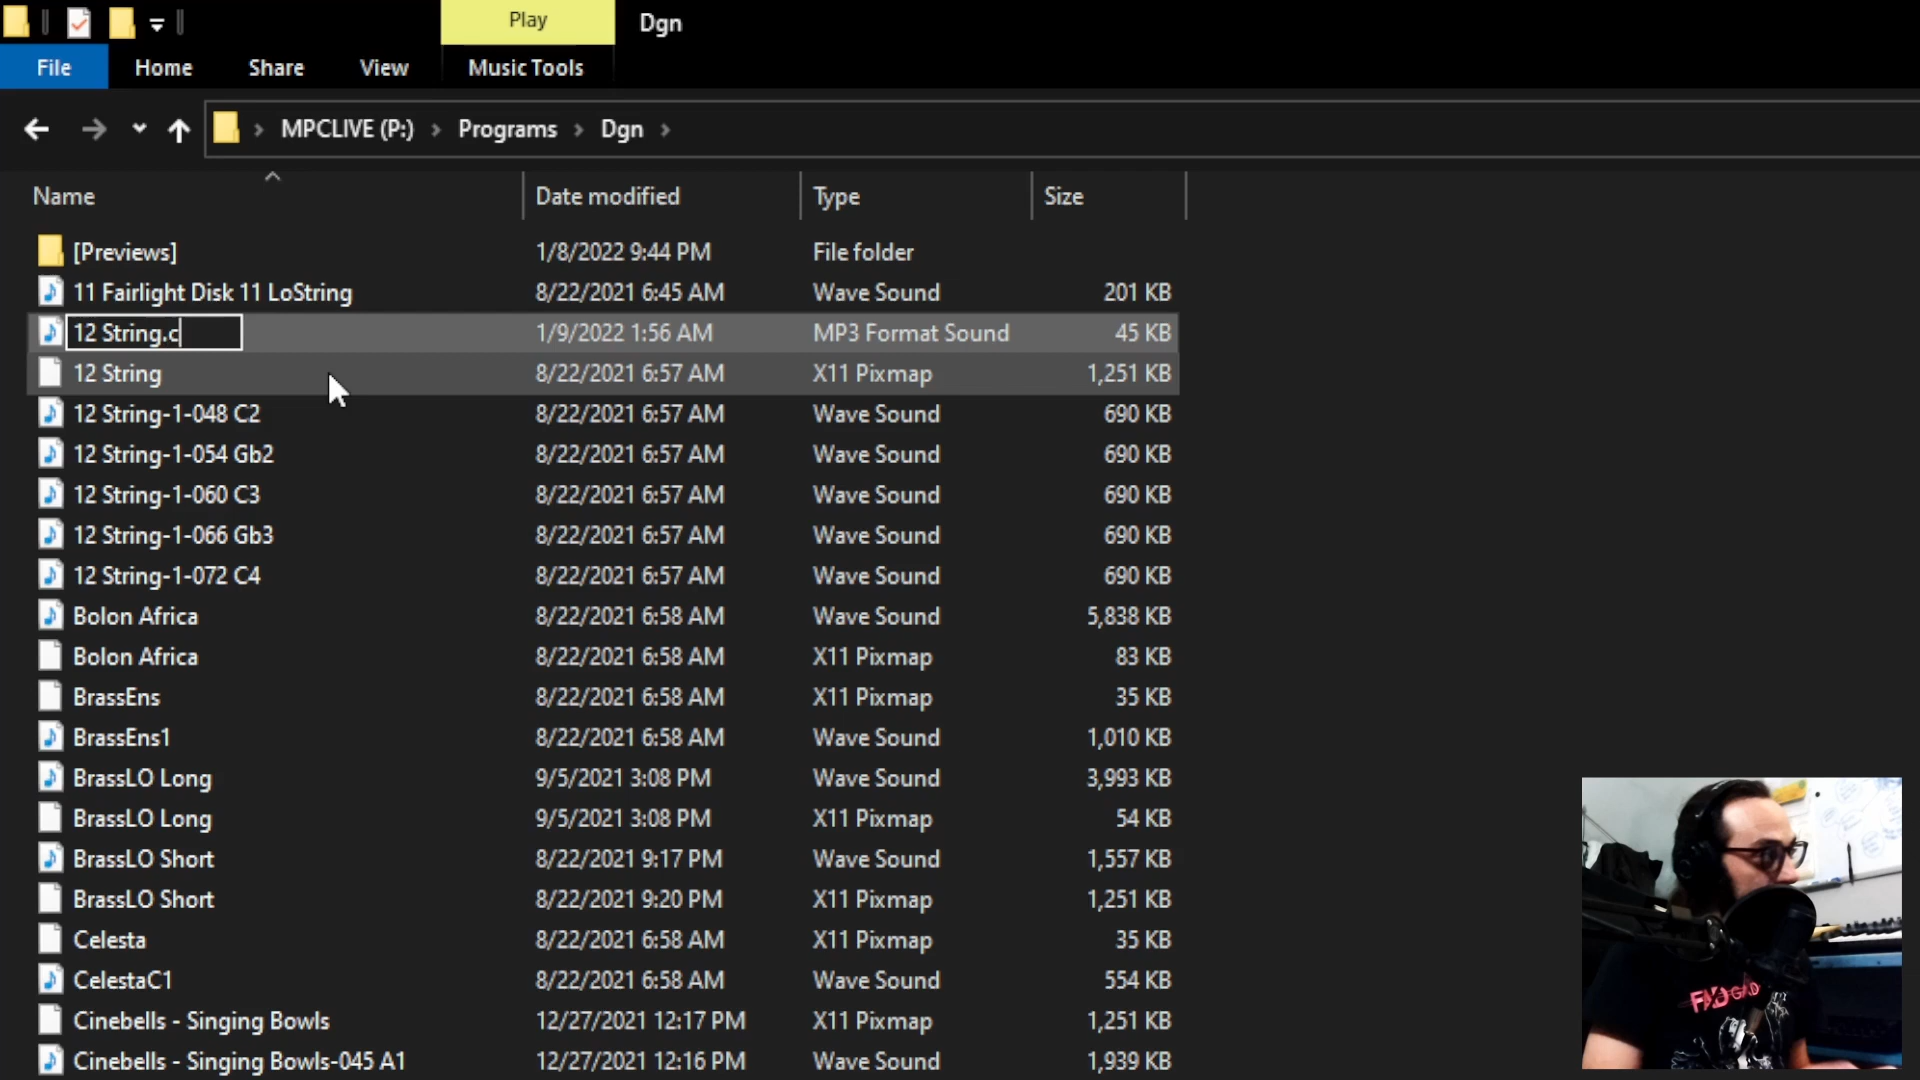 Play
Dgn
File
Home
Share
View
Music Tools
MPCLIVE (P:)
Programs
Dgn
Name
Date modified
Type
Size
[Previews] 1/8/2022 9:44 PM File folder
11 Fairlight Disk 11 LoString 8/22/2021 6:45 AM Wave Sound 201 KB
12 String.c 1/9/2022 1:56 AM MP3 Format Sound 45 KB
12 String 8/22/2021 6:57 AM X11 Pixmap 1,251 KB
12 String-1-048 C2 8/22/2021 6:57 AM Wave Sound 690 KB
12 String-1-054 Gb2 8/22/2021 6:57 AM Wave Sound 690 KB
12 String-1-060 C3 8/22/2021 6:57 AM Wave Sound 690 KB
12 String-1-066 Gb3 8/22/2021 6:57 AM Wave Sound 690 KB
12 String-1-072 C4 8/22/2021 6:57 AM Wave Sound 690 KB
Bolon Africa 8/22/2021 6:58 AM Wave Sound 5,838 KB
Bolon Africa 8/22/2021 6:58 AM X11 Pixmap 83 KB
BrassEns 8/22/2021 6:58 AM X11 Pixmap 35 KB
BrassEns1 8/22/2021 6:58 AM Wave Sound 1,010 KB
BrassLO Long 9/5/2021 3:08 PM Wave Sound 3,993 KB
BrassLO Long 9/5/2021 3:08 PM X11 Pixmap 54 KB
BrassLO Short 8/22/2021 9:17 PM Wave Sound 1,557 KB
BrassLO Short 8/22/2021 9:20 PM X11 Pixmap 1,251 KB
Celesta 8/22/2021 6:58 AM X11 Pixmap 35 KB
CelestaC1 8/22/2021 6:58 AM Wave Sound 554 KB
Cinebells - Singing Bowls 12/27/2021 12:17 PM X11 Pixmap 1,251 KB
Cinebells - Singing Bowls-045 A1 12/27/2021 12:16 PM Wave Sound 1,939 KB